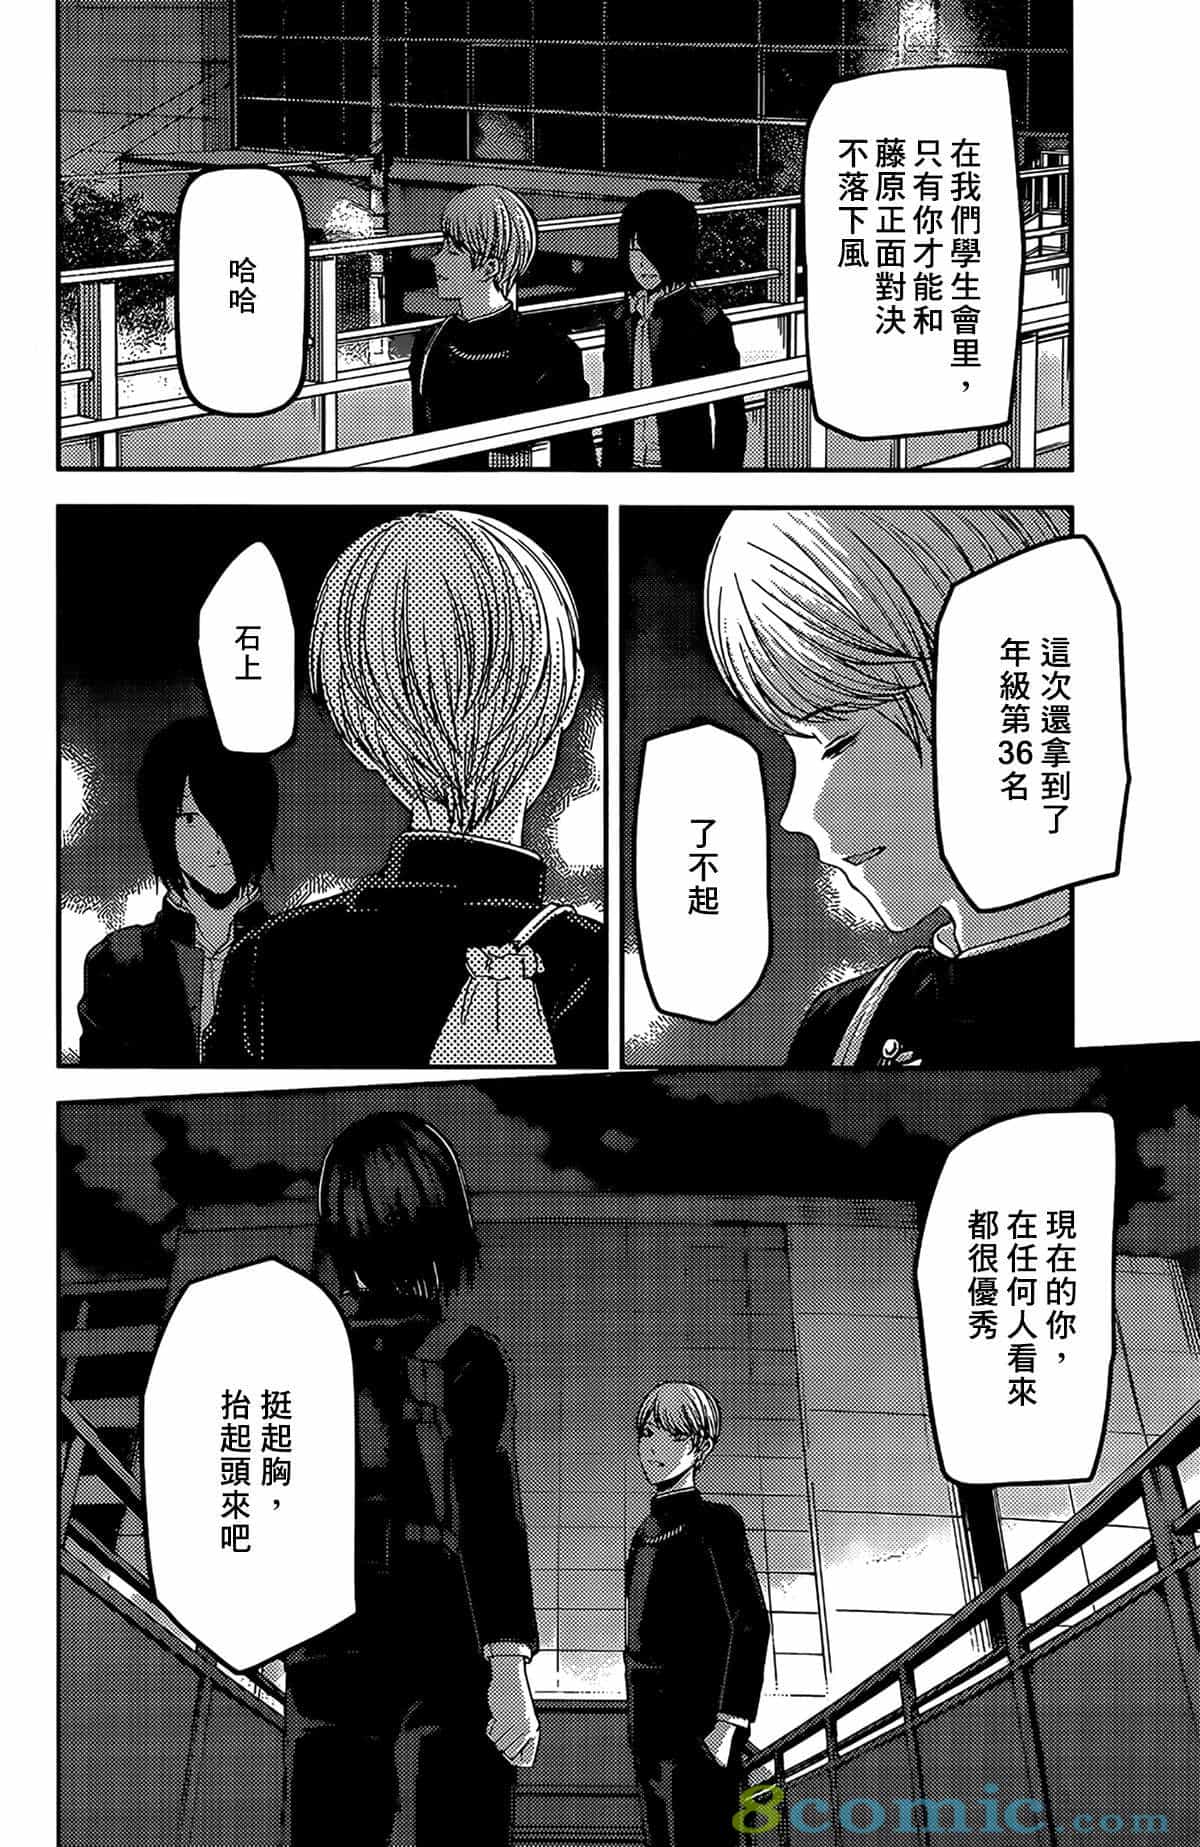 在我們學生會里，
只有你才能和
藤原正面對決
不落下風
哈哈
這次還拿到了
年級第36名
了不起
石上
現在的你，
在任何人看來
都很優秀
挺起胸，
抬起頭來吧
8comic.com